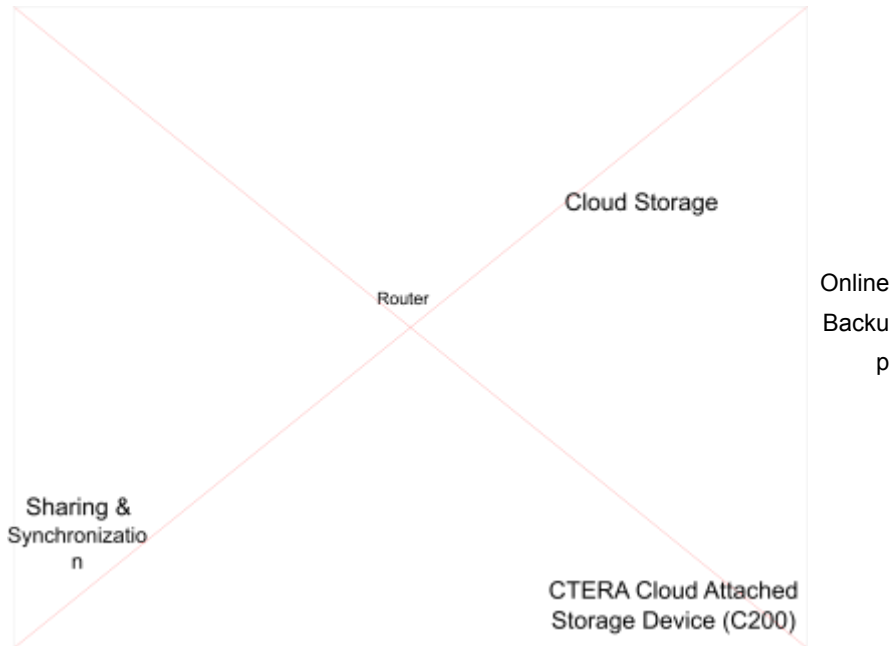 Cloud Storage
Online
Backu
p
Router
Sharing &
Synchronizatio
n
CTERA Cloud Attached
Storage Device (C200)